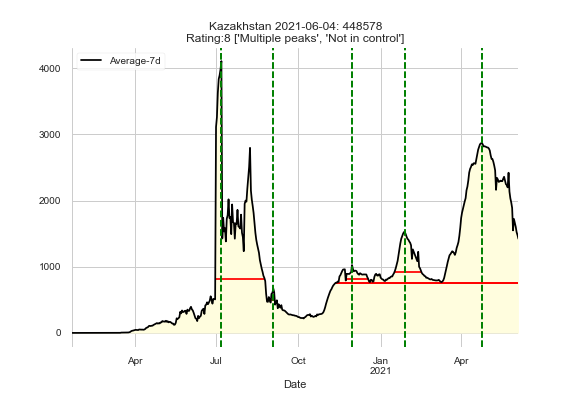 Kazakhstan 2021-06-04: 448578
Rating:8 ['Multiple peaks', 'Not in control']
Average-7d
4000
3000
2000
1000
0
Apr
Jul
Oct
Jan
2021
Apr
Date